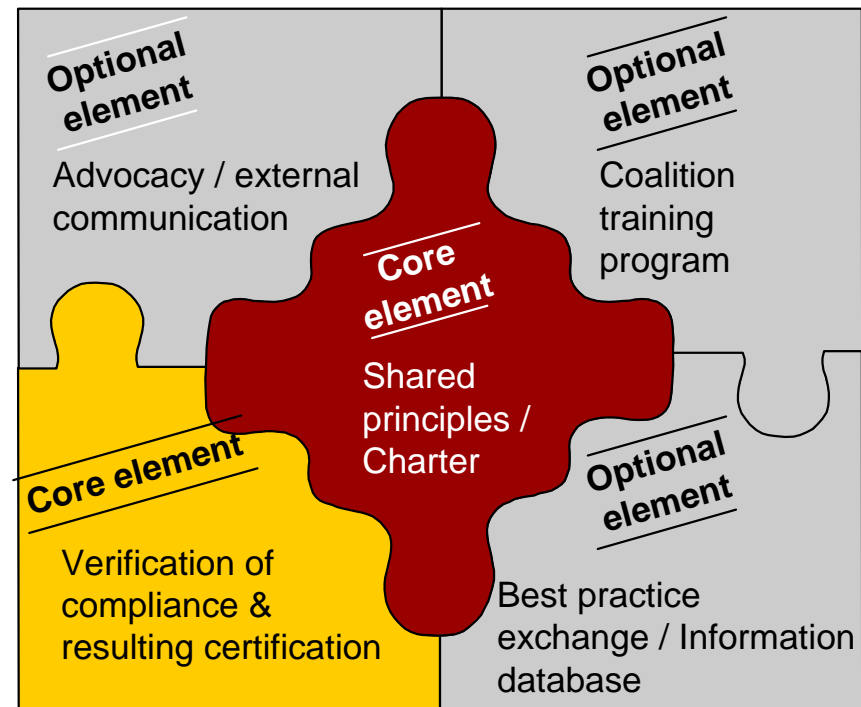 Optional
element
Advocacy / external
communication
Optional
element
Coalition
training
program
Core
element
Shared
principles /
Charter
Core element
Verification of
compliance &
resulting certification
Optional
element
Best practice
exchange / Information
database